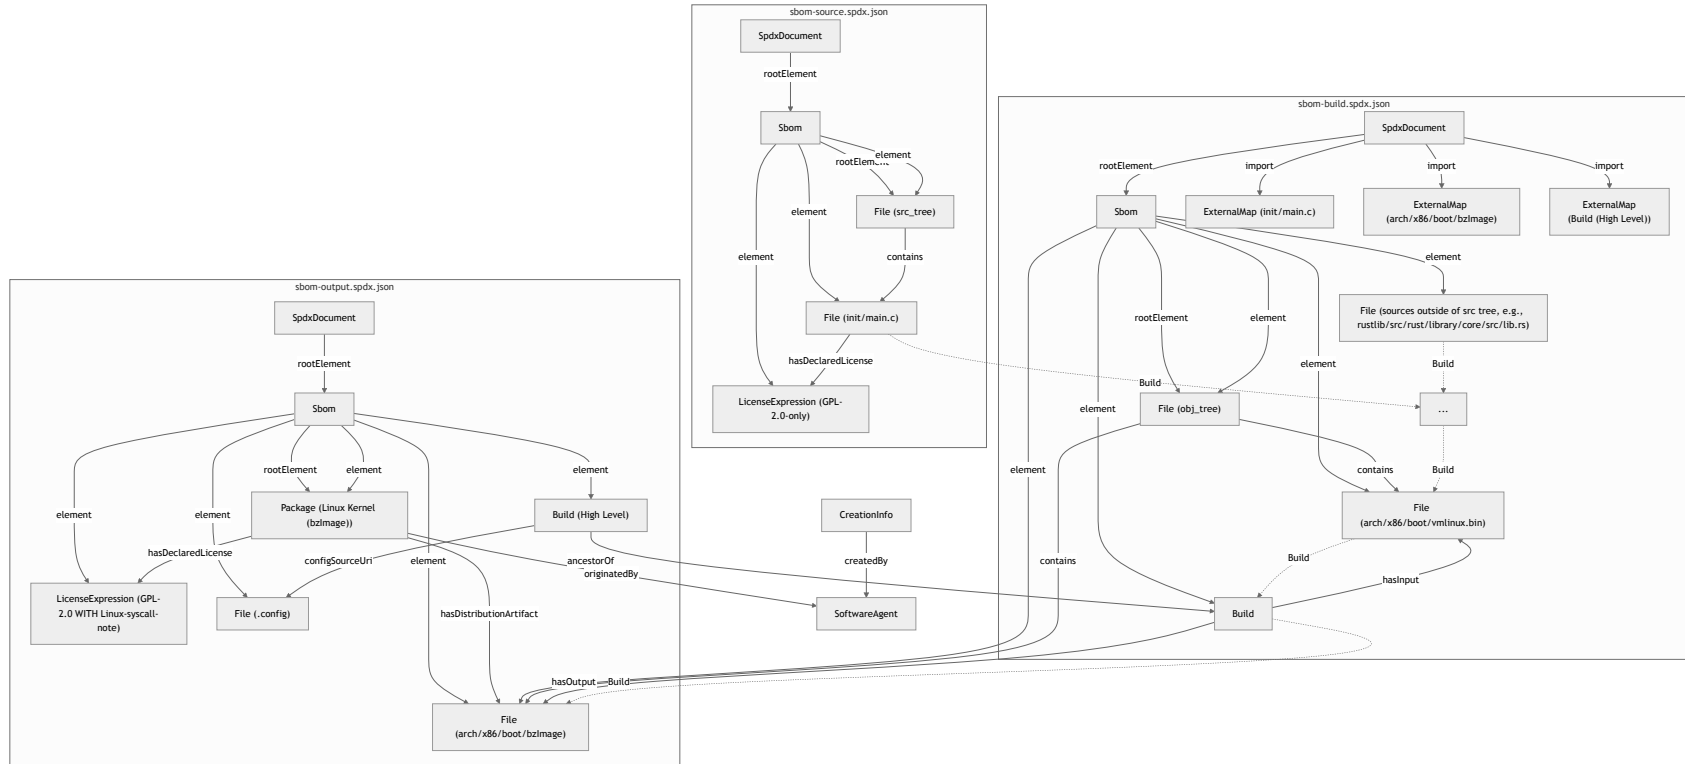 sbom-source.spdx.json
SpdxDocument
rootElement
Sbom
rootElement
element
File (src_tree)
element
element
contains
File (init/main.c)
hasDeclaredLicense
LicenseExpression (GPL-
2.0-only)
sbom-build.spdx.json
SpdxDocument
rootElement
import
import
import
Sbom
ExternalMap (init/main.c)
ExternalMap
(arch/x86/boot/bzImage)
ExternalMap
(Build (High Level))
element
File (sources outside of src tree, e.g.,
rustlib/src/rust/library/core/src/lib.rs)
rootElement
element
element
Build
Build
element
File (obj_tree)
...
element
contains
Build
File
(arch/x86/boot/vmlinux.bin)
Build
contains
hasInput
Build
sbom-output.spdx.json
SpdxDocument
rootElement
Sbom
rootElement
element
element
element
element
Package (Linux Kernel
(bzImage))
Build (High Level)
hasDeclaredLicense
configSourceUri
element
ancestorOf
originatedBy
LicenseExpression (GPL-
2.0 WITH Linux-syscall-
note)
File (.config)
hasDistributionArtifact
CreationInfo
createdBy
SoftwareAgent
hasOutput
Build
File
(arch/x86/boot/bzImage)